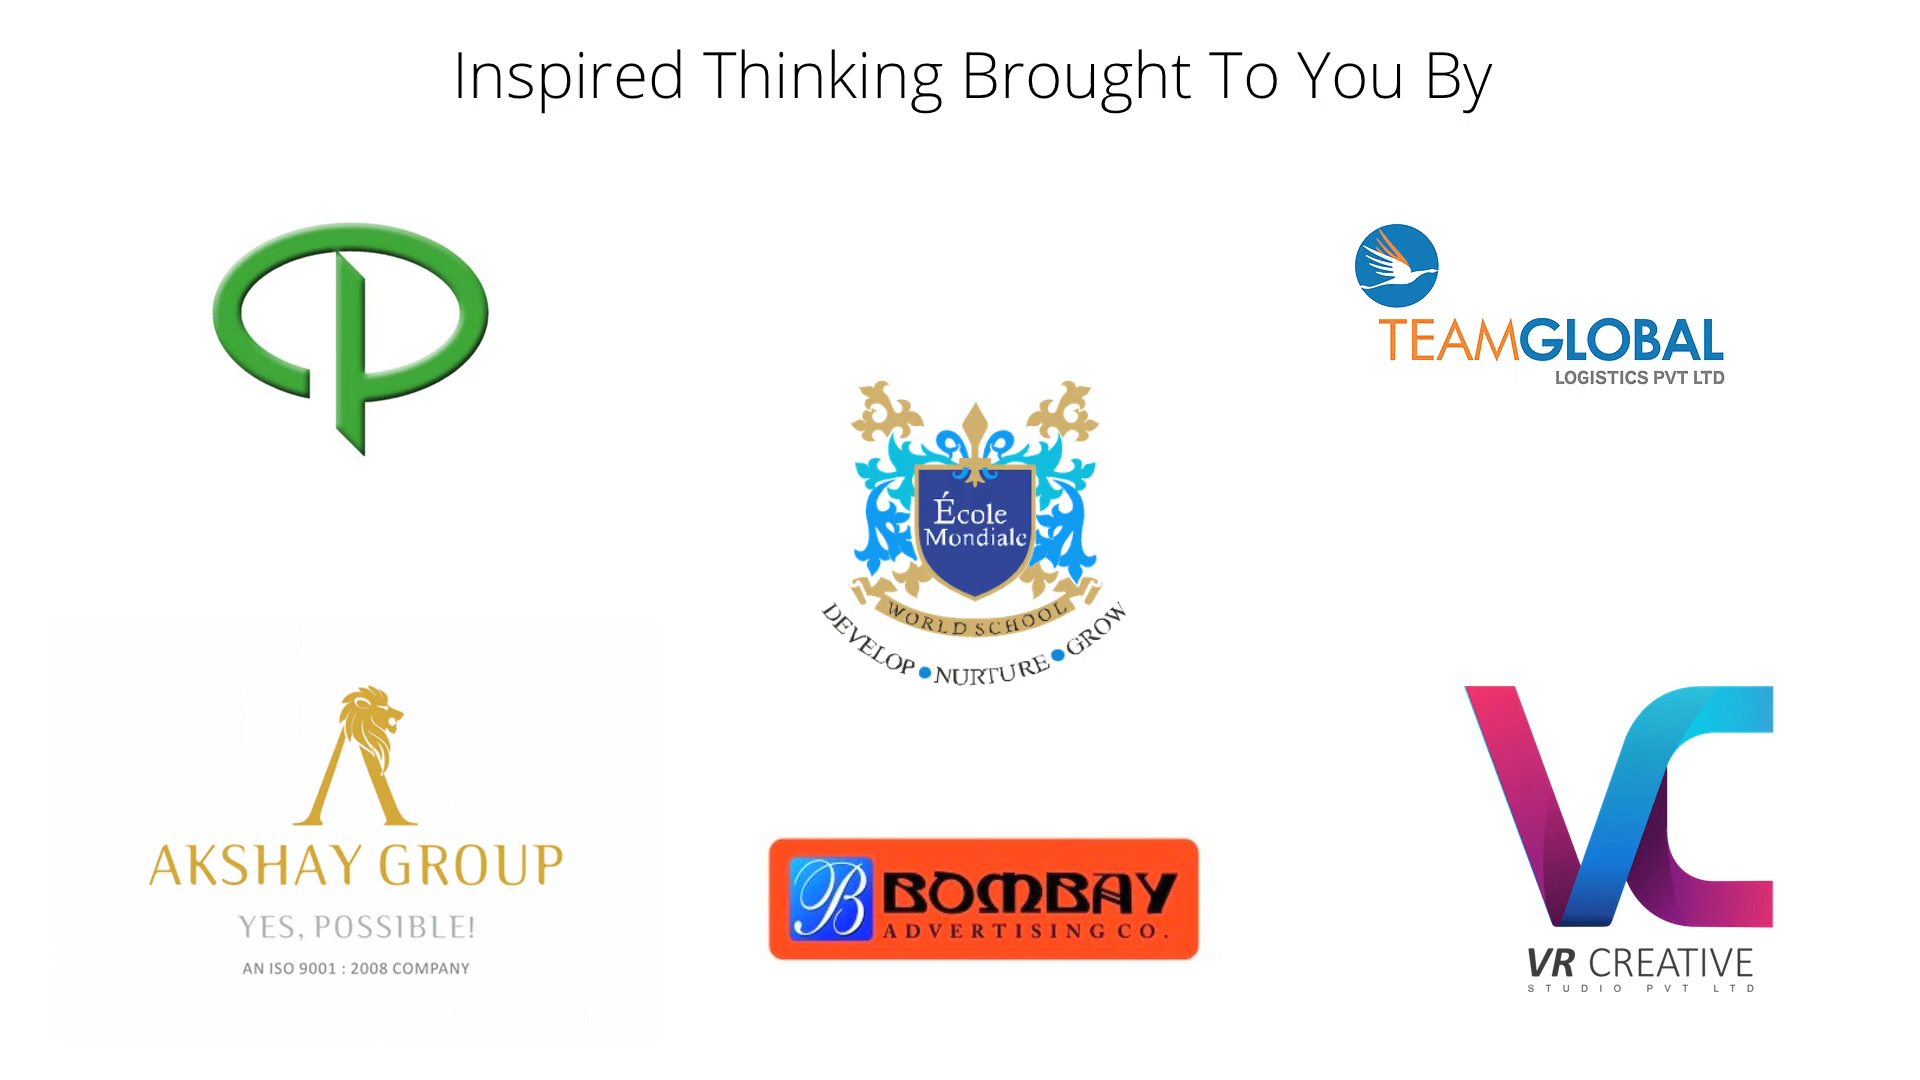 Inspired Thinking Brought To You By
TEAMGLOBAL
LOGISTICS PVT LTD
École
Mondiale
WORLD SCHOOL
DEVELOP • NURTURE • GROW
AKSHAY GROUP
YES, POSSIBLE!
AN ISO 9001 : 2008 COMPANY
B BOMBAY
ADVERTISING CO.
VR CREATIVE
STUDIO PVT LTD